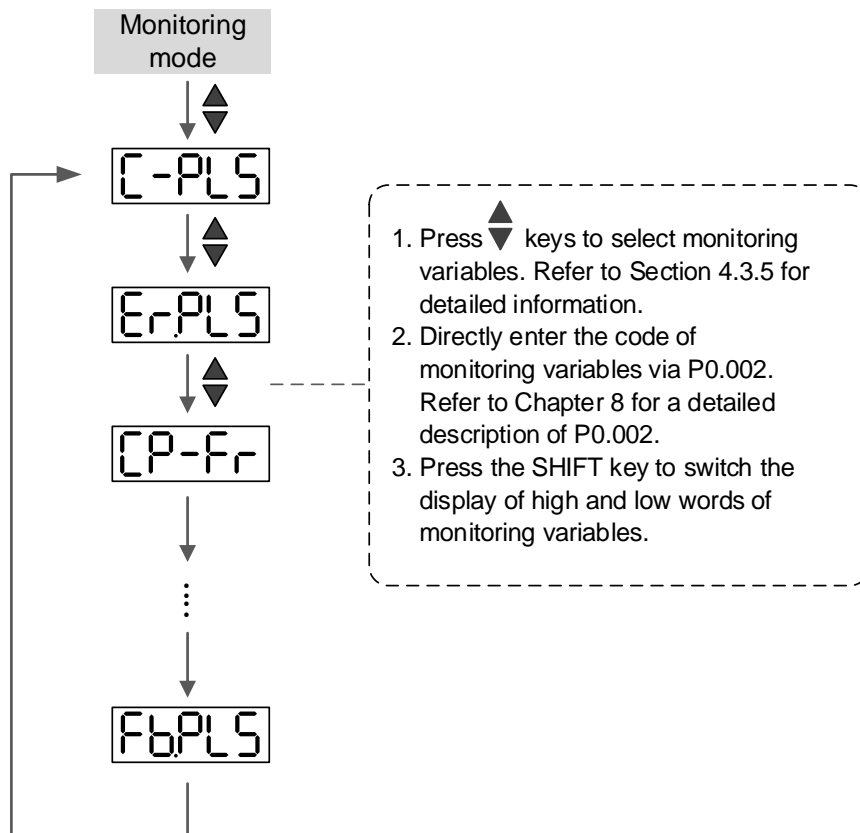 Monitoring
mode
C-PLS
Er.PLS
CP-Fr
⋮
Fb.PLS
1. Press ▲▼ keys to select monitoring
variables. Refer to Section 4.3.5 for
detailed information.
2. Directly enter the code of
monitoring variables via P0.002.
Refer to Chapter 8 for a detailed
description of P0.002.
3. Press the SHIFT key to switch the
display of high and low words of
monitoring variables.